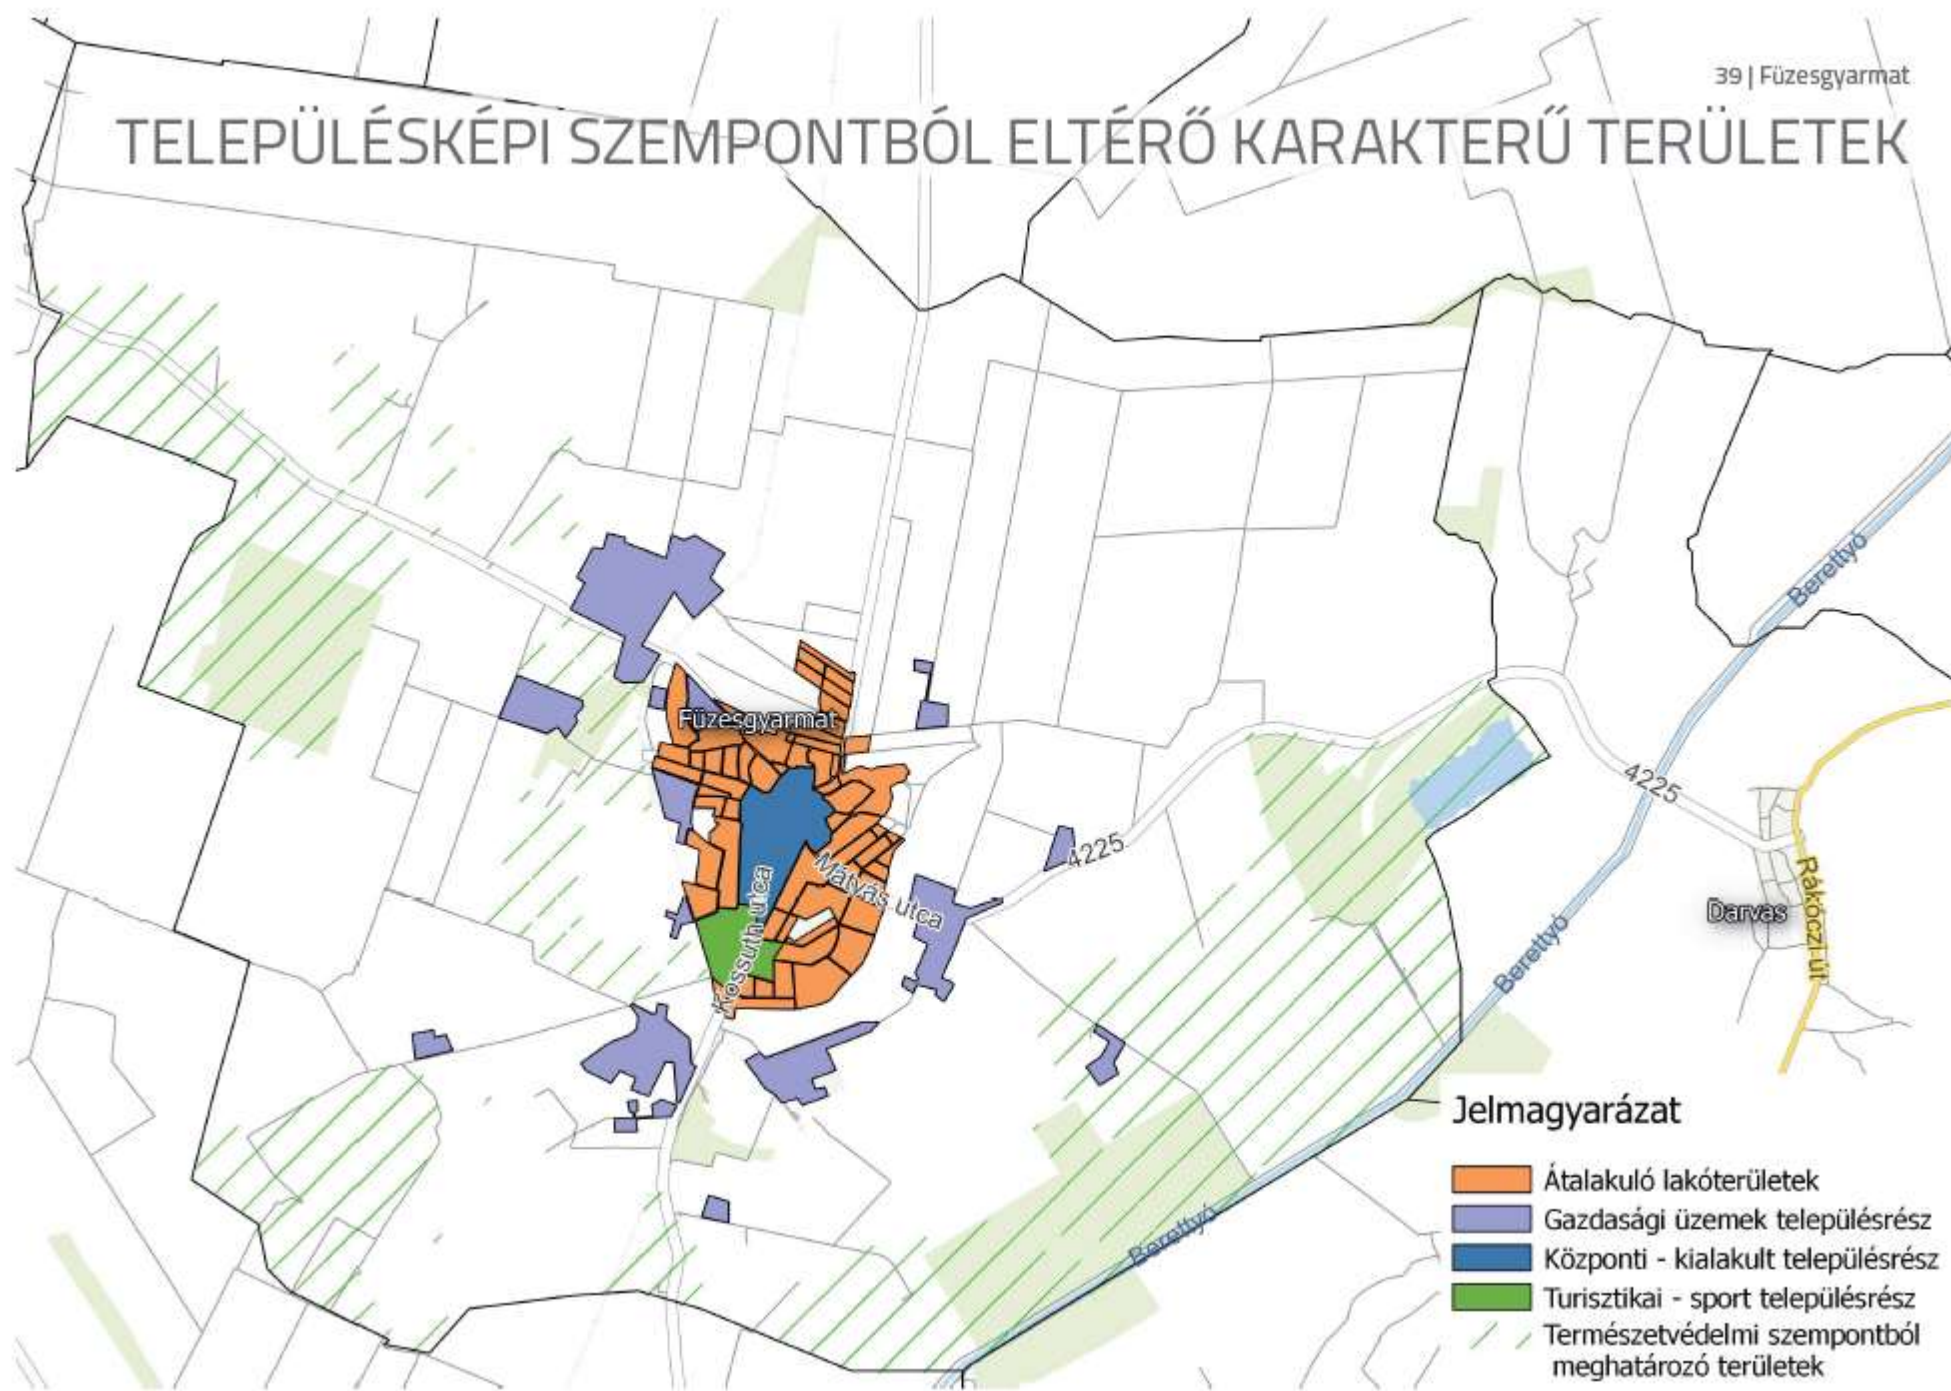 39 | Füzesgyarmat
TELEPÜLÉSKÉPI SZEMPONTBÓL ELTÉRŐ KARAKTERŰ TERÜLETEK
Berettyó
Füzesgyarmat
4225
4225
Mátyás utca
Kossuth utca
Darvas
Rákóczi út
Berettyó
Berettyó
Jelmagyarázat
Átalakuló lakóterületek
Gazdasági üzemek településrész
Központi - kialakult településrész
Turisztikai - sport településrész
Természetvédelmi szempontból
meghatározó területek